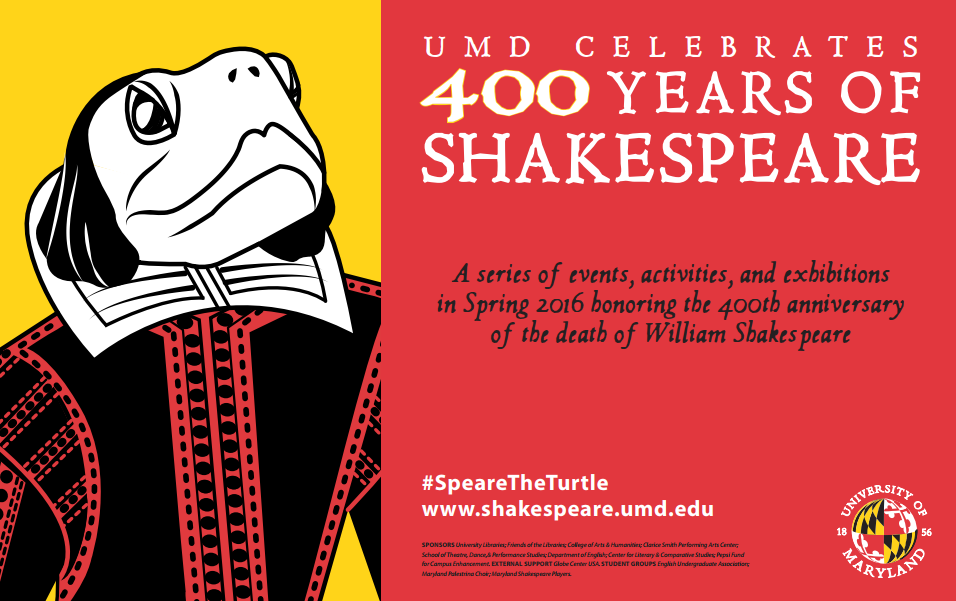 UMD CELEBRATES
400 YEARS OF
SHAKESPEARE
A series of events, activities, and exhibitions
in Spring 2016 honoring the 400th anniversary
of the death of William Shakespeare
#SpeareTheTurtle
www.shakespeare.umd.edu
SPONSORS University Libraries; Friends of the Libraries; College of Arts & Humanities; Clarice Smith Performing Arts Center;
School of Theatre, Dance,& Performance Studies; Department of English; Center for Literary & Comparative Studies; Pepsi Fund
for Campus Enhancement. EXTERNAL SUPPORT Globe Center USA. STUDENT GROUPS English Undergraduate Association;
Maryland Palestrina Choir; Maryland Shakespeare Players.
UNIVERSITY OF
18 56
MARYLAND